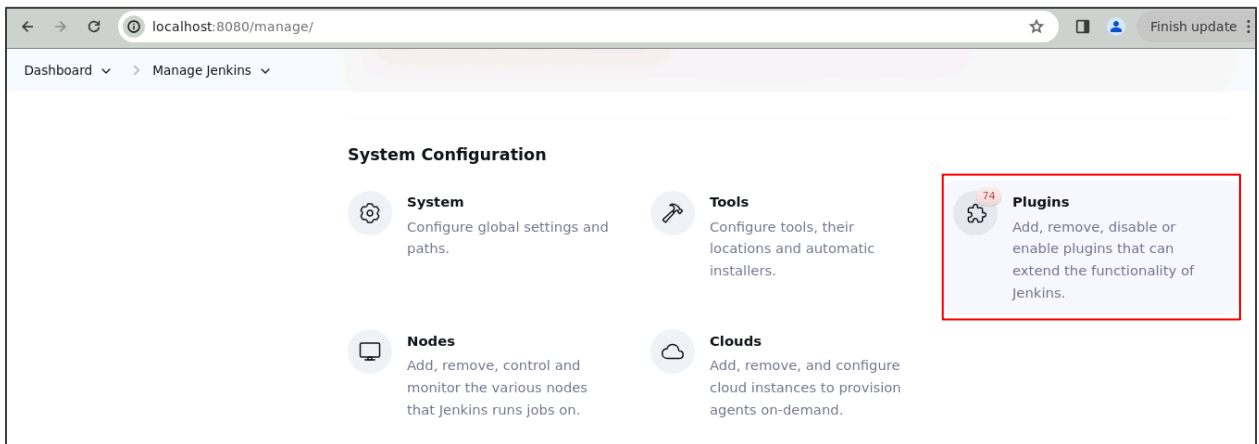 localhost:8080/manage/
Finish update
Dashboard
Manage Jenkins
System Configuration
System
Configure global settings and
paths.
Tools
Configure tools, their
locations and automatic
installers.
74
Plugins
Add, remove, disable or
enable plugins that can
extend the functionality of
Jenkins.
Nodes
Add, remove, control and
monitor the various nodes
that Jenkins runs jobs on.
Clouds
Add, remove, and configure
cloud instances to provision
agents on-demand.